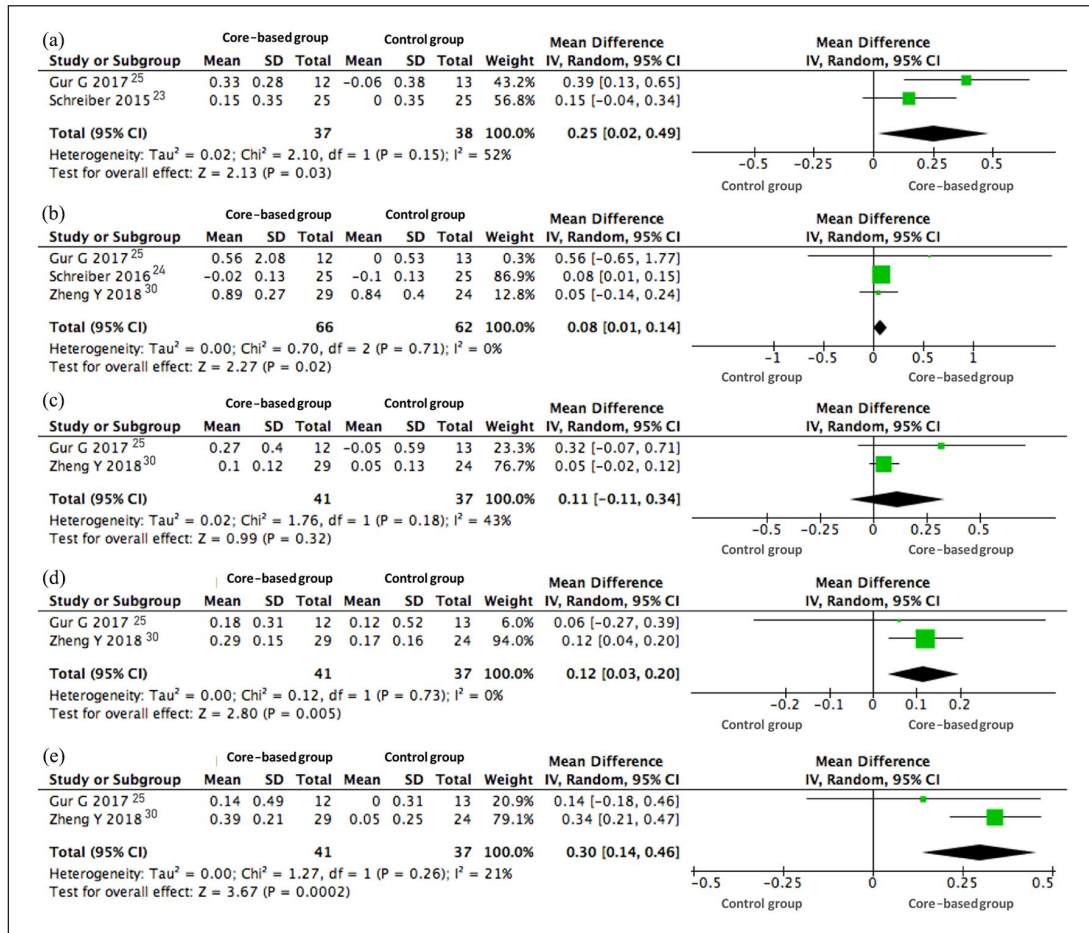 (a)
Core-based group Control group Mean Difference Mean Difference
Study or Subgroup Mean SD Total Mean SD Total Weight IV, Random, 95% CI IV, Random, 95% CI
Gur G 2017 25 0.33 0.28 12 -0.06 0.38 13 43.2% 0.39 [0.13, 0.65]
Schreiber 2015 23 0.15 0.35 25 0 0.35 25 56.8% 0.15 [-0.04, 0.34]
Total (95% CI) 37 38 100.0% 0.25 [0.02, 0.49]
Heterogeneity: Tau² = 0.02; Chi² = 2.10, df = 1 (P = 0.15); I² = 52%
Test for overall effect: Z = 2.13 (P = 0.03)
-0.5 -0.25 0 0.25 0.5
Control group Core-based group
(b)
Core-based group Control group Mean Difference Mean Difference
Study or Subgroup Mean SD Total Mean SD Total Weight IV, Random, 95% CI IV, Random, 95% CI
Gur G 2017 25 0.56 2.08 12 0 0.53 13 0.3% 0.56 [-0.65, 1.77]
Schreiber 2016 24 -0.02 0.13 25 -0.1 0.13 25 86.9% 0.08 [0.01, 0.15]
Zheng Y 2018 30 0.89 0.27 29 0.84 0.4 24 12.8% 0.05 [-0.14, 0.24]
Total (95% CI) 66 62 100.0% 0.08 [0.01, 0.14]
Heterogeneity: Tau² = 0.00; Chi² = 0.70, df = 2 (P = 0.71); I² = 0%
Test for overall effect: Z = 2.27 (P = 0.02)
-1 -0.5 0 0.5 1
Control group Core-based group
(c)
Core-based group Control group Mean Difference Mean Difference
Study or Subgroup Mean SD Total Mean SD Total Weight IV, Random, 95% CI IV, Random, 95% CI
Gur G 2017 25 0.27 0.4 12 -0.05 0.59 13 23.3% 0.32 [-0.07, 0.71]
Zheng Y 2018 30 0.1 0.12 29 0.05 0.13 24 76.7% 0.05 [-0.02, 0.12]
Total (95% CI) 41 37 100.0% 0.11 [-0.11, 0.34]
Heterogeneity: Tau² = 0.02; Chi² = 1.76, df = 1 (P = 0.18); I² = 43%
Test for overall effect: Z = 0.99 (P = 0.32)
-0.5 -0.25 0 0.25 0.5
Control group Core-based group
(d)
Core-based group Control group Mean Difference Mean Difference
Study or Subgroup Mean SD Total Mean SD Total Weight IV, Random, 95% CI IV, Random, 95% CI
Gur G 2017 25 0.18 0.31 12 0.12 0.52 13 6.0% 0.06 [-0.27, 0.39]
Zheng Y 2018 30 0.29 0.15 29 0.17 0.16 24 94.0% 0.12 [0.04, 0.20]
Total (95% CI) 41 37 100.0% 0.12 [0.03, 0.20]
Heterogeneity: Tau² = 0.00; Chi² = 0.12, df = 1 (P = 0.73); I² = 0%
Test for overall effect: Z = 2.80 (P = 0.005)
-0.2 -0.1 0 0.1 0.2
Control group Core-based group
(e)
Core-based group Control group Mean Difference Mean Difference
Study or Subgroup Mean SD Total Mean SD Total Weight IV, Random, 95% CI IV, Random, 95% CI
Gur G 2017 25 0.14 0.49 12 0 0.31 13 20.9% 0.14 [-0.18, 0.46]
Zheng Y 2018 30 0.39 0.21 29 0.05 0.25 24 79.1% 0.34 [0.21, 0.47]
Total (95% CI) 41 37 100.0% 0.30 [0.14, 0.46]
Heterogeneity: Tau² = 0.00; Chi² = 1.27, df = 1 (P = 0.26); I² = 21%
Test for overall effect: Z = 3.67 (P = 0.0002)
-0.5 -0.25 0 0.25 0.5
Control group Core-based group